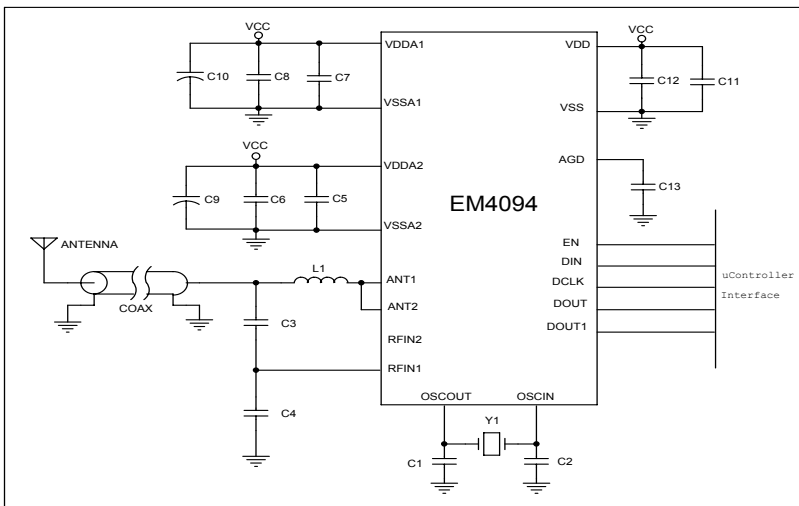 VCC
VDDA1
C10
C8
C7
VSSA1
VCC
VDDA2
C9
C6
C5
VSSA2
EM4094
VCC
VDD
C12
C11
VSS
AGD
C13
EN
DIN
DCLK
DOUT
DOUT1
uController
Interface
ANTENNA
COAX
L1
ANT1
ANT2
C3
RFIN2
RFIN1
C4
OSCOUT
OSCIN
Y1
C1
C2